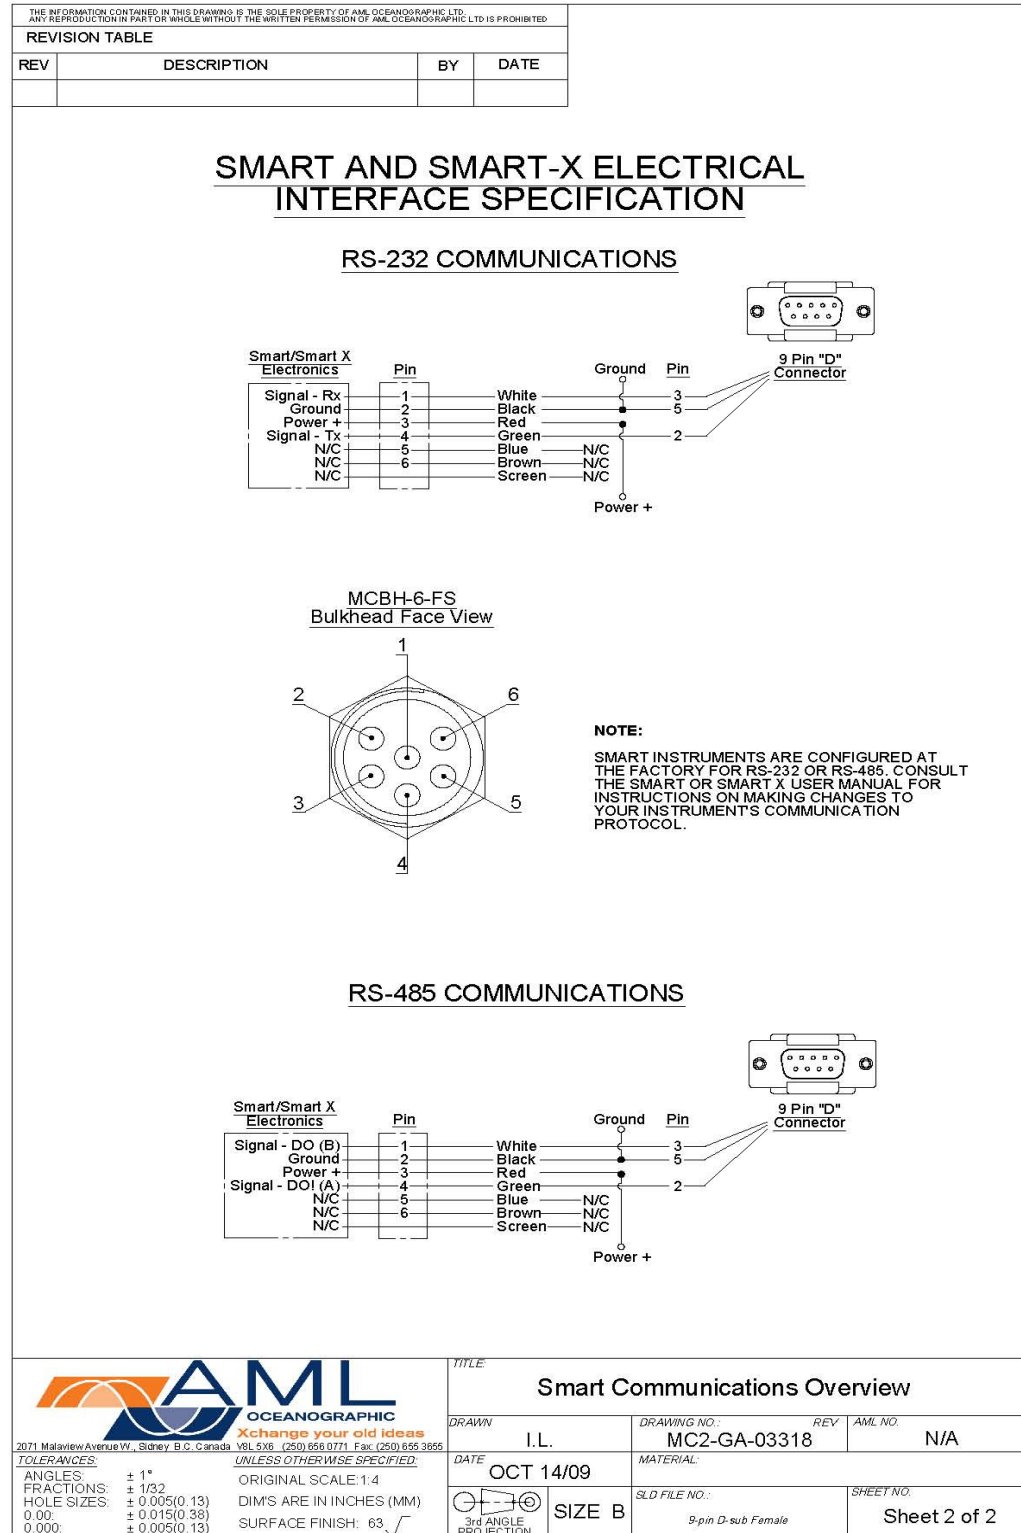 THE INFORMATION CONTAINED IN THIS DRAWING IS THE SOLE PROPERTY OF AML OCEANOGRAPHIC LTD.
ANY REPRODUCTION IN PART OR WHOLE WITHOUT THE WRITTEN PERMISSION OF AML OCEANOGRAPHIC LTD IS PROHIBITED
REVISION TABLE
REV DESCRIPTION BY DATE
SMART AND SMART-X ELECTRICAL
INTERFACE SPECIFICATION
RS-232 COMMUNICATIONS
Smart/Smart X
Electronics Pin Ground Pin 9 Pin "D"
Connector
Signal - Rx 1 White 3
Ground 2 Black 5
Power + 3 Red
Signal - Tx 4 Green 2
N/C 5 Blue N/C
N/C 6 Brown N/C
N/C Screen N/C
Power +
MCBH-6-FS
Bulkhead Face View
1
2 6
3 5
4
NOTE:
SMART INSTRUMENTS ARE CONFIGURED AT
THE FACTORY FOR RS-232 OR RS-485. CONSULT
THE SMART OR SMART X USER MANUAL FOR
INSTRUCTIONS ON MAKING CHANGES TO
YOUR INSTRUMENT'S COMMUNICATION
PROTOCOL.
RS-485 COMMUNICATIONS
Smart/Smart X
Electronics Pin Ground Pin 9 Pin "D"
Connector
Signal - DO (B) 1 White 3
Ground 2 Black 5
Power + 3 Red
Signal - DO! (A) 4 Green 2
N/C 5 Blue N/C
N/C 6 Brown N/C
N/C Screen N/C
Power +
AML
OCEANOGRAPHIC
Xchange your old ideas
2071 Malaview Avenue W., Sidney B.C. Canada V8L 5X6 (250) 656 0771 Fax: (250) 655 3655
TITLE:
Smart Communications Overview
DRAWN
I.L.
DRAWING NO.: REV
MC2-GA-03318
AML NO.
N/A
TOLERANCES:
ANGLES: ± 1°
FRACTIONS: ± 1/32
HOLE SIZES: ± 0.005(0.13)
0.00: ± 0.015(0.38)
0.000: ± 0.005(0.13)
UNLESS OTHERWISE SPECIFIED:
ORIGINAL SCALE:1:4
DIM'S ARE IN INCHES (MM)
SURFACE FINISH: 63
DATE
OCT 14/09
MATERIAL:
3rd ANGLE
PROJECTION
SIZE B
SLD FILE NO.:
9-pin D-sub Female
SHEET NO.
Sheet 2 of 2